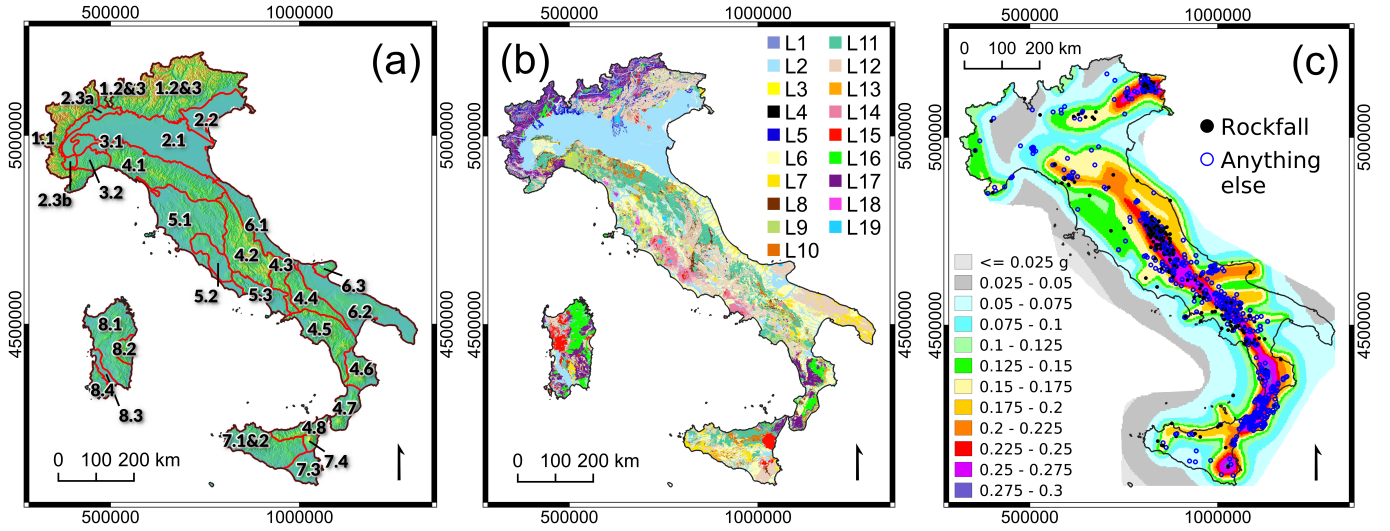 500000 1000000
(a)
1.2&3 1.2&3
2.3a
2.2
1.1
3.1
2.1
4.1
3.2
2.3b
5.1
6.1
4.2
4.3
6.3
5.2
5.3
4.4
6.2
4.5
8.1
8.2
4.6
8.4
8.3
4.7
4.8
7.1&2
7.4
7.3
0 100 200 km
500000 1000000
5000000
4500000
500000 1000000
(b)
L1 L11
L2 L12
L3 L13
L4 L14
L5 L15
L6 L16
L7 L17
L8 L18
L9 L19
L10
0 100 200 km
500000 1000000
5000000
4500000
5000000
4500000
500000 1000000
(c)
0 100 200 km
Rockfall
Anything
else
<= 0.025 g
0.025 - 0.05
0.05 - 0.075
0.075 - 0.1
0.1 - 0.125
0.125 - 0.15
0.15 - 0.175
0.175 - 0.2
0.2 - 0.225
0.225 - 0.25
0.25 - 0.275
0.275 - 0.3
500000 1000000
5000000
4500000
5000000
4500000